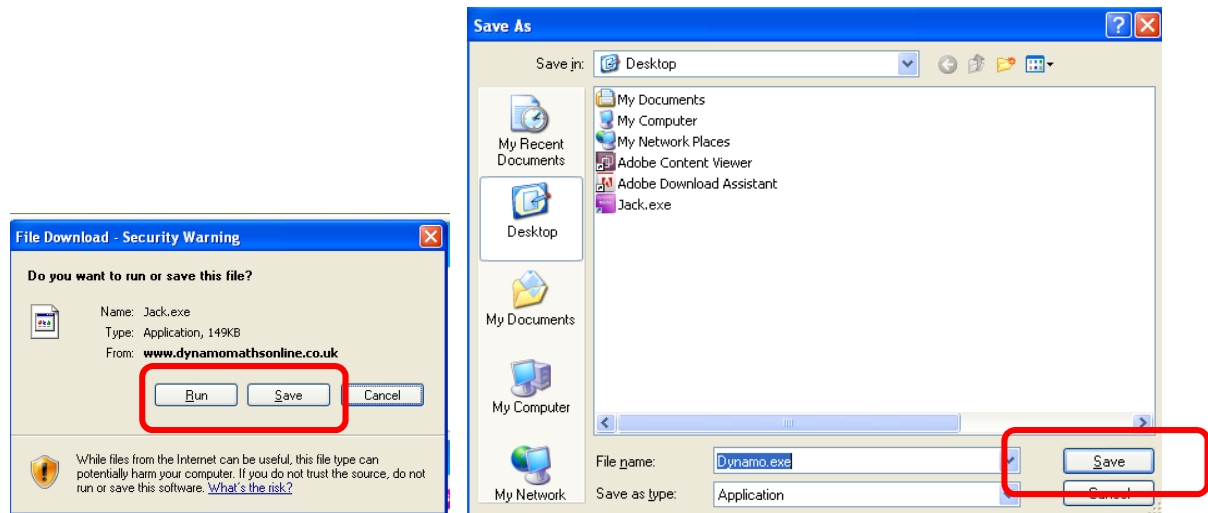 File Download - Security Warning
Do you want to run or save this file?
Name: Jack.exe
Type: Application, 149KB
From: www.dynamomathsonline.co.uk
Run Save Cancel
While files from the Internet can be useful, this file type can
potentially harm your computer. If you do not trust the source, do not
run or save this software. What's the risk?
Save As
Save in: Desktop
My Recent
Documents
Desktop
My Documents
My Computer
My Network
My Documents
My Computer
My Network Places
Adobe Content Viewer
Adobe Download Assistant
Jack.exe
File name: Dynamo.exe Save
Save as type: Application Cancel